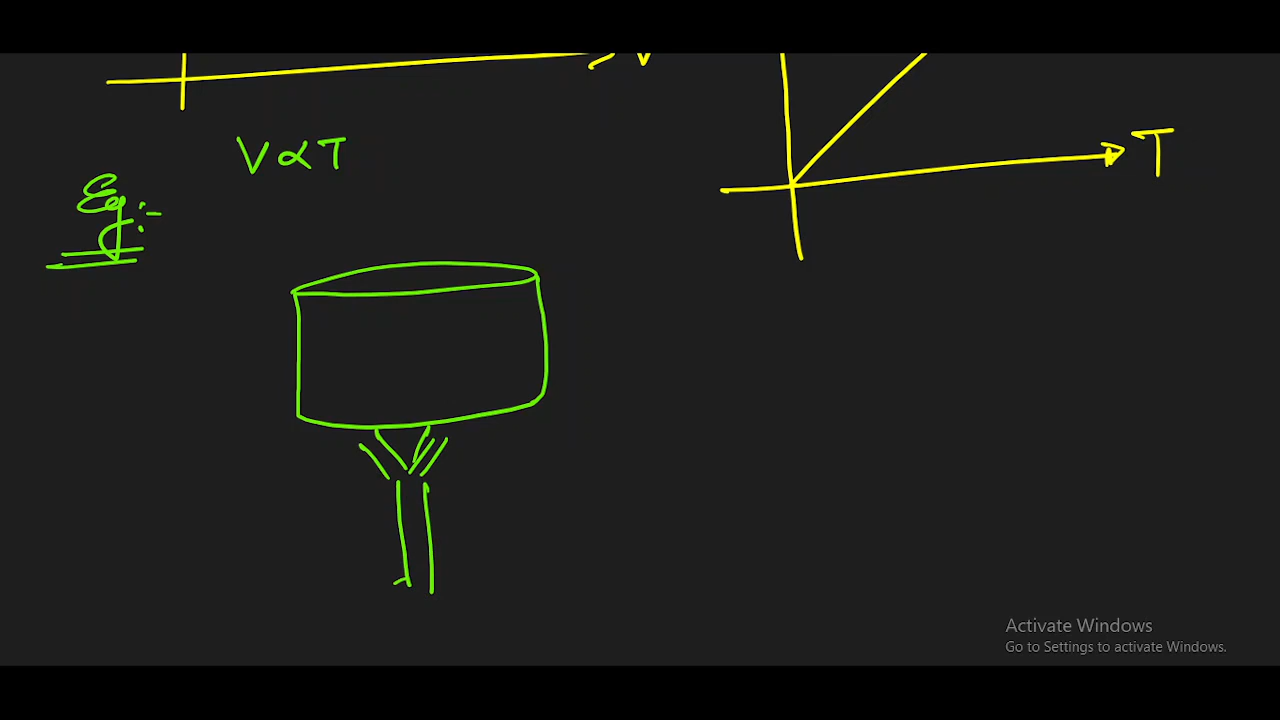 V ∝ T
T
Eg:-
Activate Windows
Go to Settings to activate Windows.